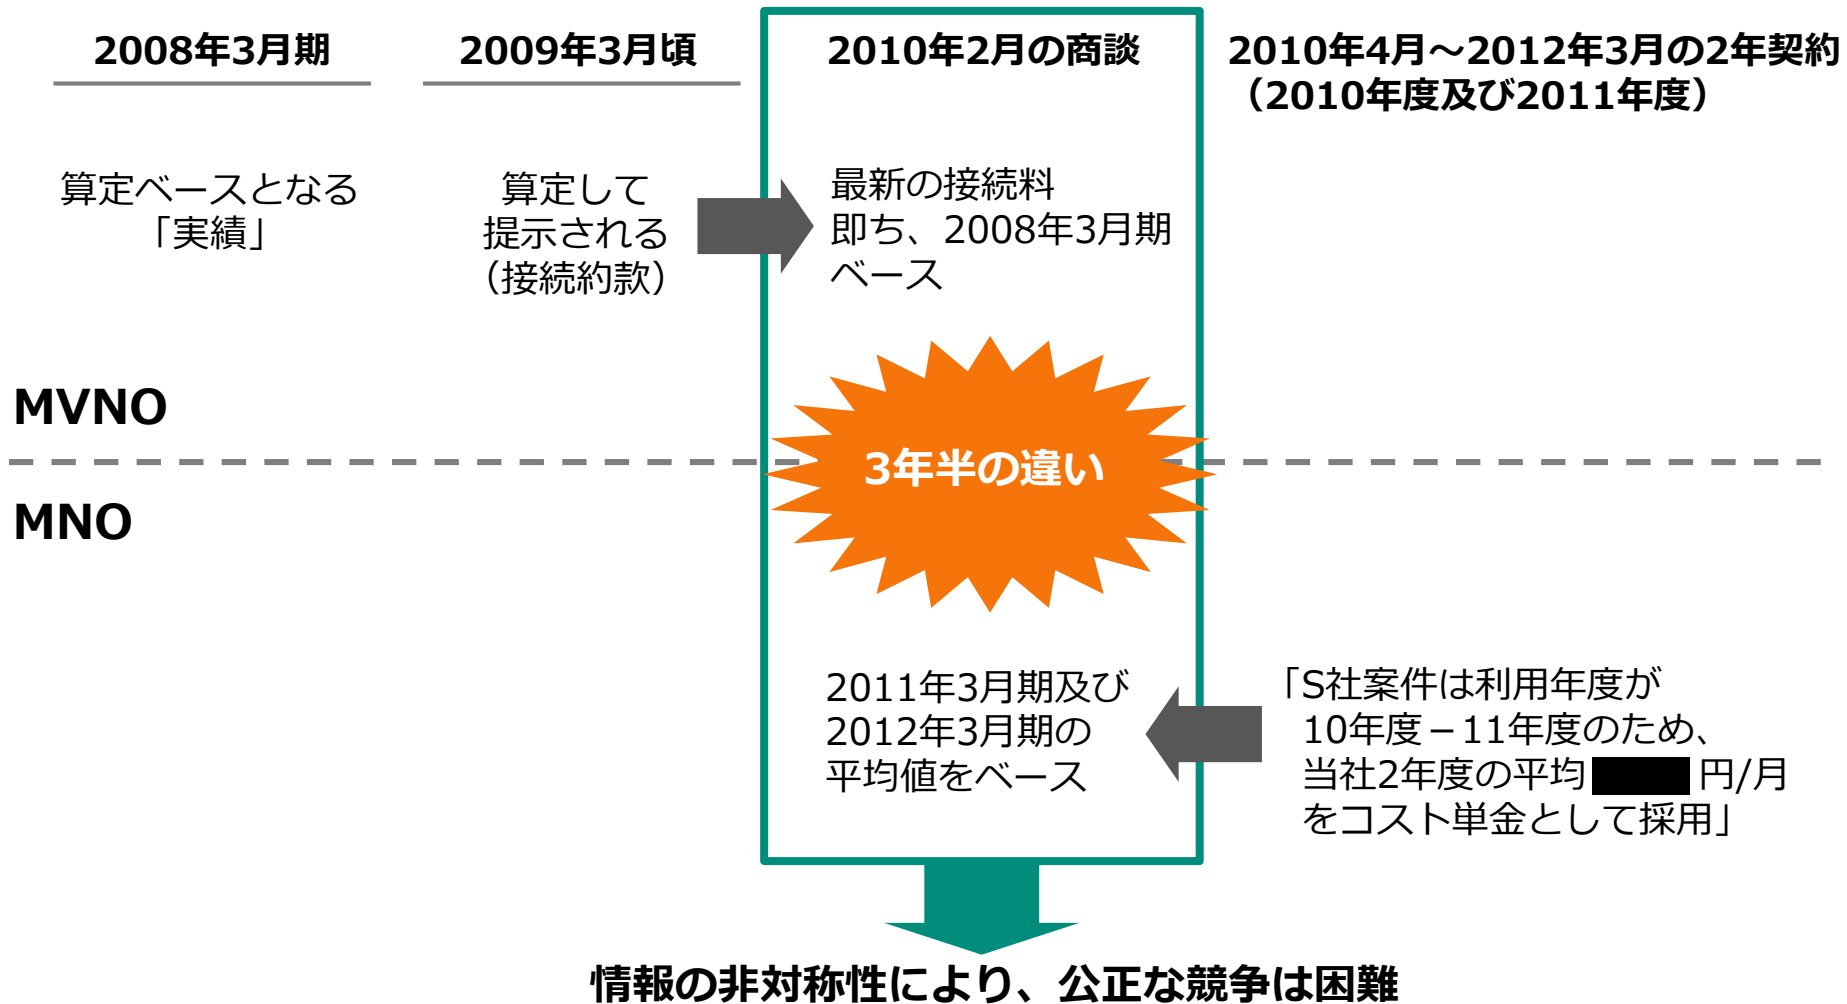 2008年3月期
2009年3月頃
2010年2月の商談
2010年4月～2012年3月の2年契約
（2010年度及び2011年度）
算定ベースとなる
「実績」
算定して
提示される
（接続約款）
最新の接続料
即ち、2008年3月期
ベース
MVNO
3年半の違い
MNO
2011年3月期及び
2012年3月期の
平均値をベース
「S社案件は利用年度が
10年度－11年度のため、
当社2年度の平均 円/月
をコスト単金として採用」
情報の非対称性により、公正な競争は困難